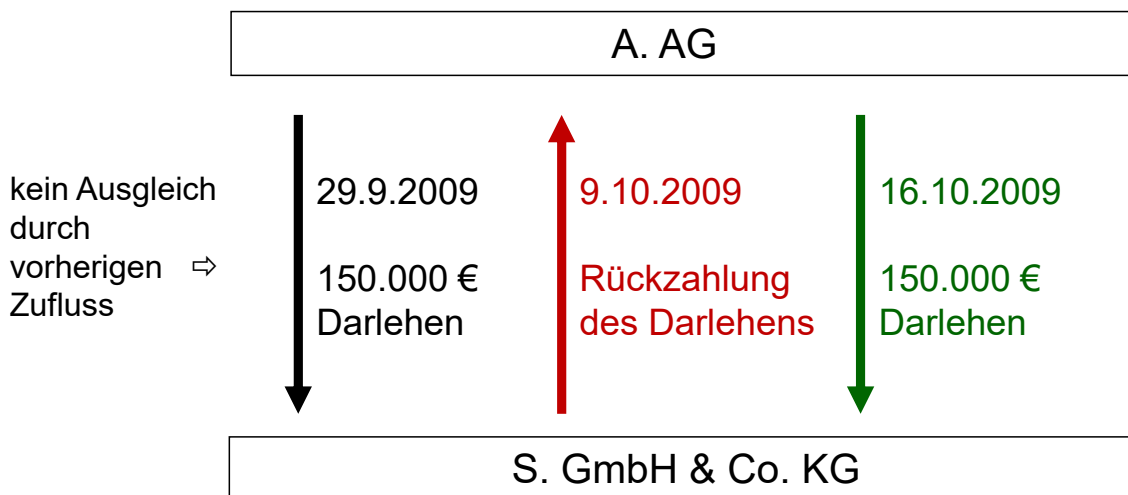 A. AG
kein Ausgleich
durch
vorherigen ⇨
Zufluss
29.9.2009
150.000 €
Darlehen
9.10.2009
Rückzahlung
des Darlehens
16.10.2009
150.000 €
Darlehen
S. GmbH & Co. KG